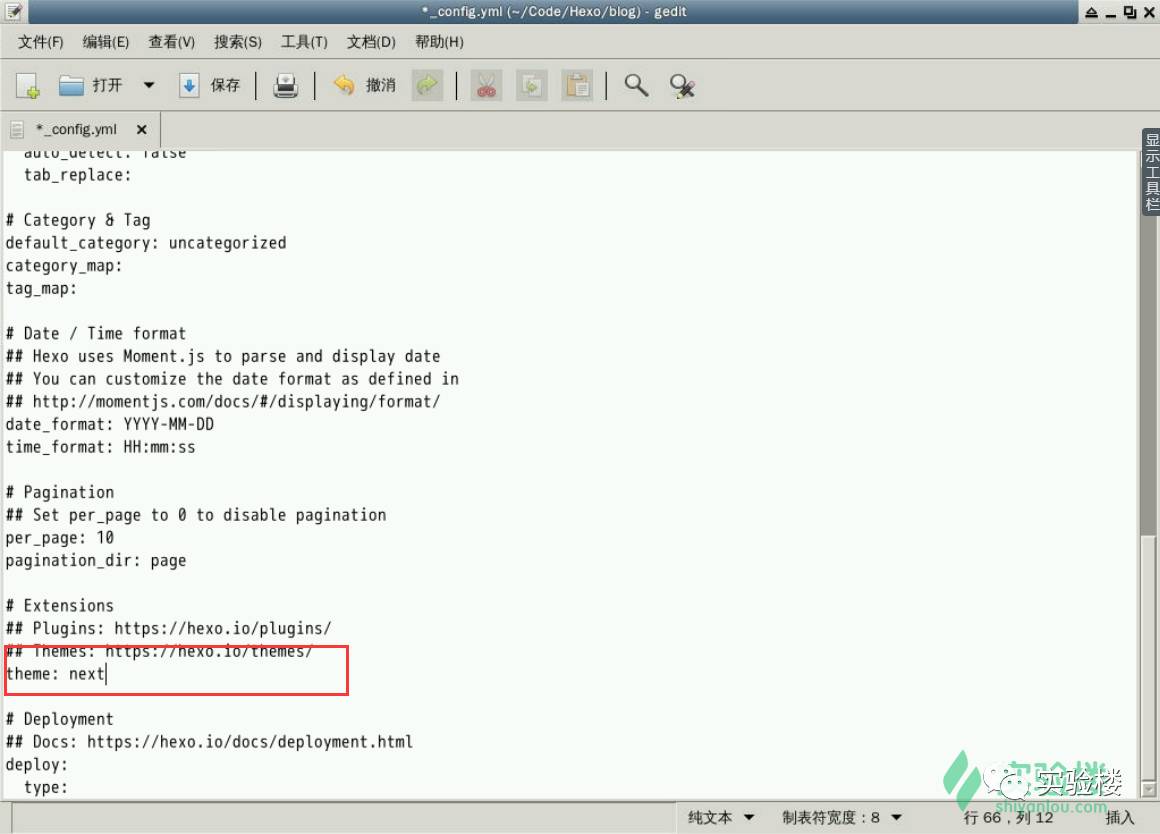 *_config.yml (~/Code/Hexo/blog) - gedit
文件(F) 编辑(E) 查看(V) 搜索(S) 工具(T) 文档(D) 帮助(H)
打开 保存 撤消
*_config.yml
显示工具栏
auto_detect: false
tab_replace:
# Category & Tag
default_category: uncategorized
category_map:
tag_map:
# Date / Time format
## Hexo uses Moment.js to parse and display date
## You can customize the date format as defined in
## http://momentjs.com/docs/#/displaying/format/
date_format: YYYY-MM-DD
time_format: HH:mm:ss
# Pagination
## Set per_page to 0 to disable pagination
per_page: 10
pagination_dir: page
# Extensions
## Plugins: https://hexo.io/plugins/
## Themes: https://hexo.io/themes/
theme: next
# Deployment
## Docs: https://hexo.io/docs/deployment.html
deploy:
type:
实验楼
实验楼
shiyanlou.com
纯文本 制表符宽度：8 行 66，列 12 插入